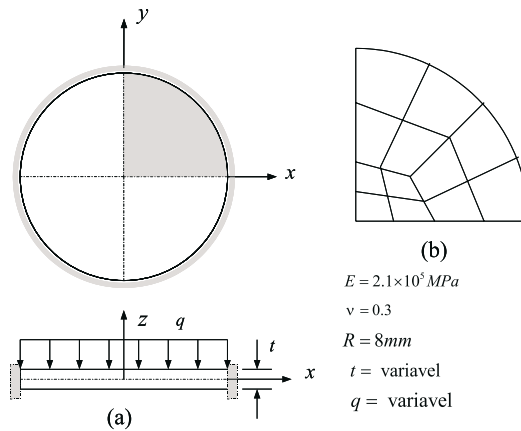 y
x
z
q
t
x
(a)
(b)
E = 2.1×10⁵ MPa
ν = 0.3
R = 8mm
t = variavel
q = variavel